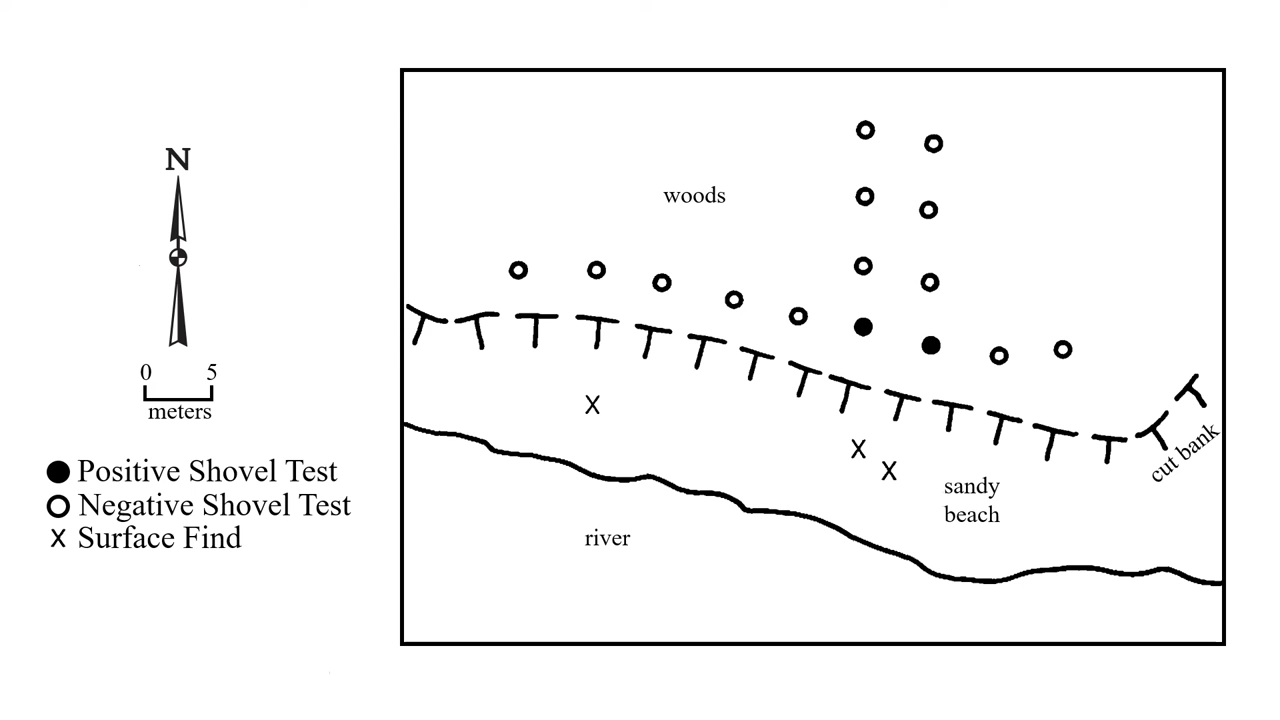 N
0 5
meters
Positive Shovel Test
Negative Shovel Test
X Surface Find
woods
X
X
X
sandy
beach
cut bank
river